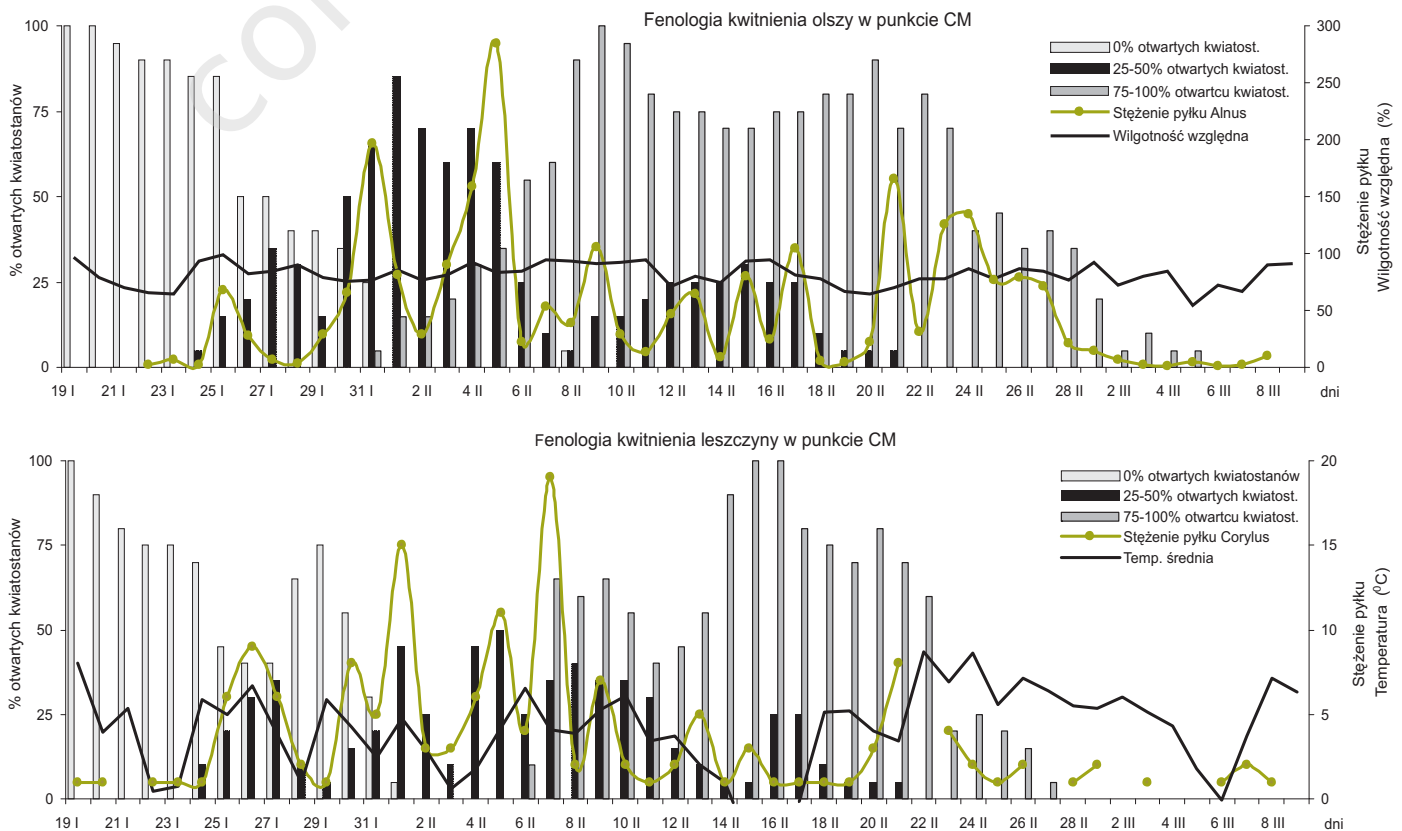 Fenologia kwitnienia olszy w punkcie CM
100
75
50
25
0
% otwartych kwiatostanów
300
250
200
150
100
50
0
Stężenie pyłku
Wilgotność względna (%)
0% otwartych kwiatost.
25-50% otwartych kwiatost.
75-100% otwartcu kwiatost.
Stężenie pyłku Alnus
Wilgotność względna
19 I 21 I 23 I 25 I 27 I 29 I 31 I 2 II 4 II 6 II 8 II 10 II 12 II 14 II 16 II 18 II 20 II 22 II 24 II 26 II 28 II 2 III 4 III 6 III 8 III dni
Fenologia kwitnienia leszczyny w punkcie CM
100
75
50
25
0
% otwartych kwiatostanów
20
15
10
5
0
Stężenie pyłku
Temperatura (⁰C)
0% otwartych kwiatostanów
25-50% otwartych kwiatost.
75-100% otwartcu kwiatost.
Stężenie pyłku Corylus
Temp. średnia
19 I 21 I 23 I 25 I 27 I 29 I 31 I 2 II 4 II 6 II 8 II 10 II 12 II 14 II 16 II 18 II 20 II 22 II 24 II 26 II 28 II 2 III 4 III 6 III 8 III dni